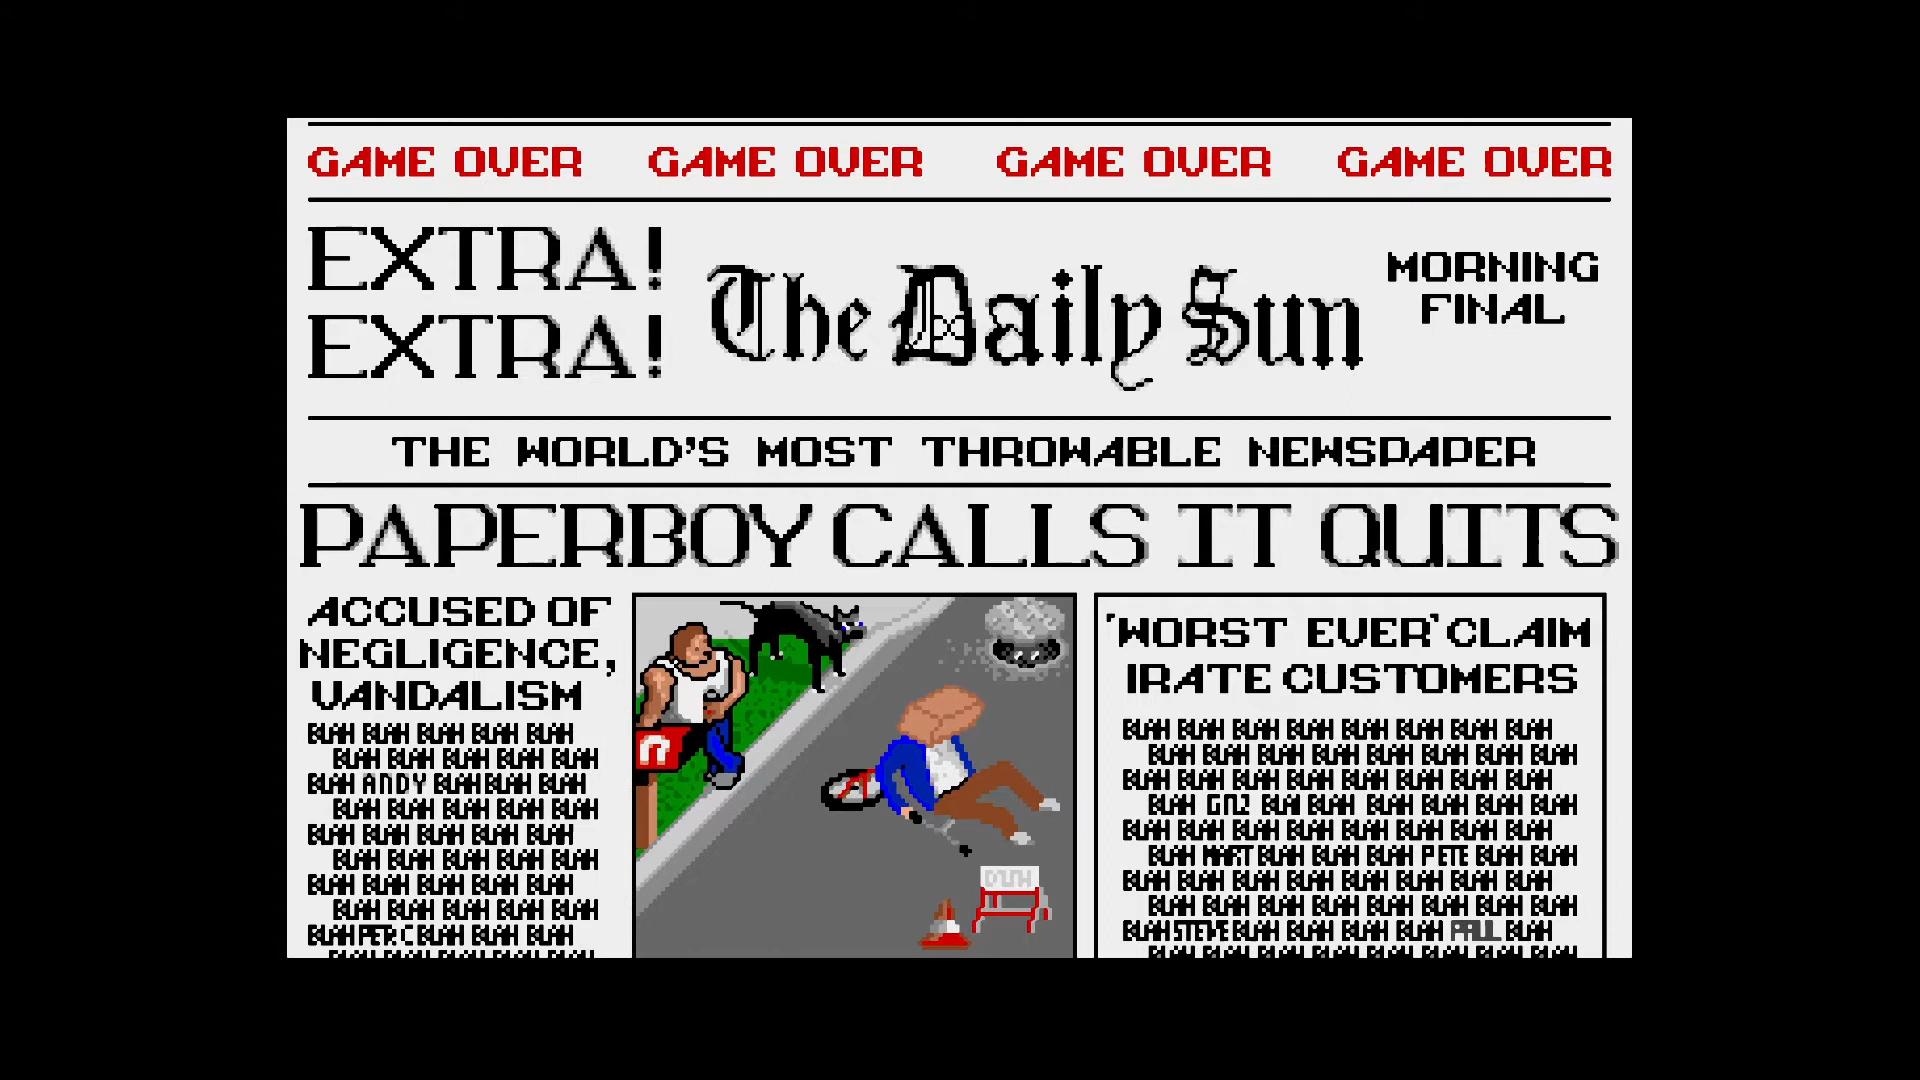 GAME OVER GAME OVER GAME OVER GAME OVER
EXTRA!
EXTRA!
The Daily Sun
MORNING
FINAL
THE WORLD'S MOST THROWABLE NEWSPAPER
PAPERBOY CALLS IT QUITS
ACCUSED OF
NEGLIGENCE,
VANDALISM
BLAH BLAH BLAH BLAH BLAH
BLAH BLAH BLAH BLAH BLAH
BLAH ANDY BLAH BLAH BLAH
BLAH BLAH BLAH BLAH BLAH
BLAH BLAH BLAH BLAH BLAH
BLAH BLAH BLAH BLAH BLAH
BLAH BLAH BLAH BLAH BLAH
BLAH BLAH BLAH BLAH BLAH
BLAH PERC BLAH BLAH BLAH
'WORST EVER' CLAIM
IRATE CUSTOMERS
BLAH BLAH BLAH BLAH BLAH BLAH BLAH BLAH
BLAH BLAH BLAH BLAH BLAH BLAH BLAH BLAH
BLAH BLAH BLAH BLAH BLAH BLAH BLAH BLAH
BLAH BLAH BLAH BLAH BLAH BLAH
BLAH BLAH BLAH BLAH BLAH BLAH BLAH BLAH
BLAH MART BLAH BLAH BLAH PETE BLAH BLAH
BLAH BLAH BLAH BLAH BLAH BLAH BLAH BLAH
BLAH BLAH BLAH BLAH BLAH BLAH BLAH BLAH
BLAH STEVE BLAH BLAH BLAH BLAH PAUL BLAH